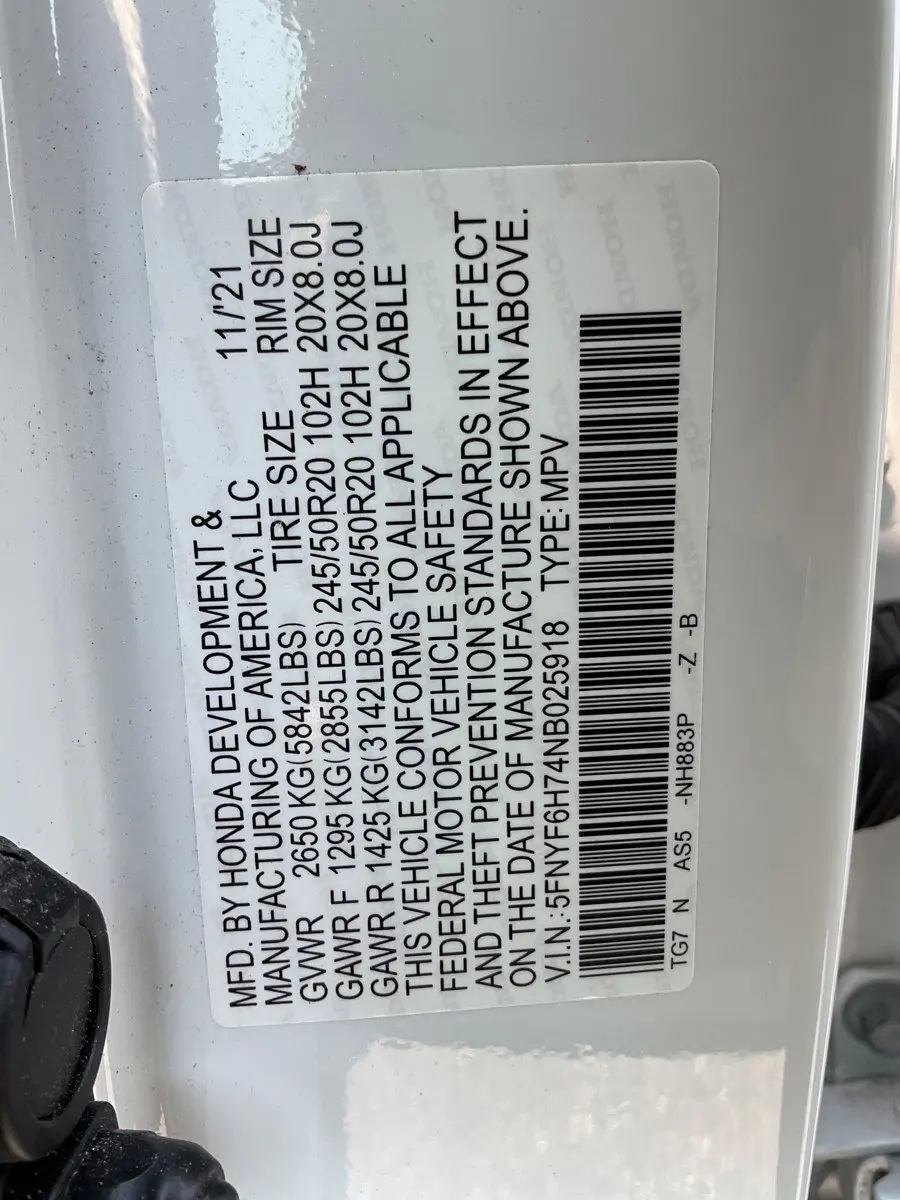 MFD. BY HONDA DEVELOPMENT &
MANUFACTURING OF AMERICA, LLC 11/'21
GVWR 2650 KG(5842LBS) TIRE SIZE RIM SIZE
GAWR F 1295 KG(2855LBS) 245/50R20 102H 20X8.0J
GAWR R 1425 KG(3142LBS) 245/50R20 102H 20X8.0J
THIS VEHICLE CONFORMS TO ALL APPLICABLE
FEDERAL MOTOR VEHICLE SAFETY
AND THEFT PREVENTION STANDARDS IN EFFECT
ON THE DATE OF MANUFACTURE SHOWN ABOVE.
V.I.N.:5FNYF6H74NB025918 TYPE:MPV
TG7 N AS5 -NH883P -Z -B